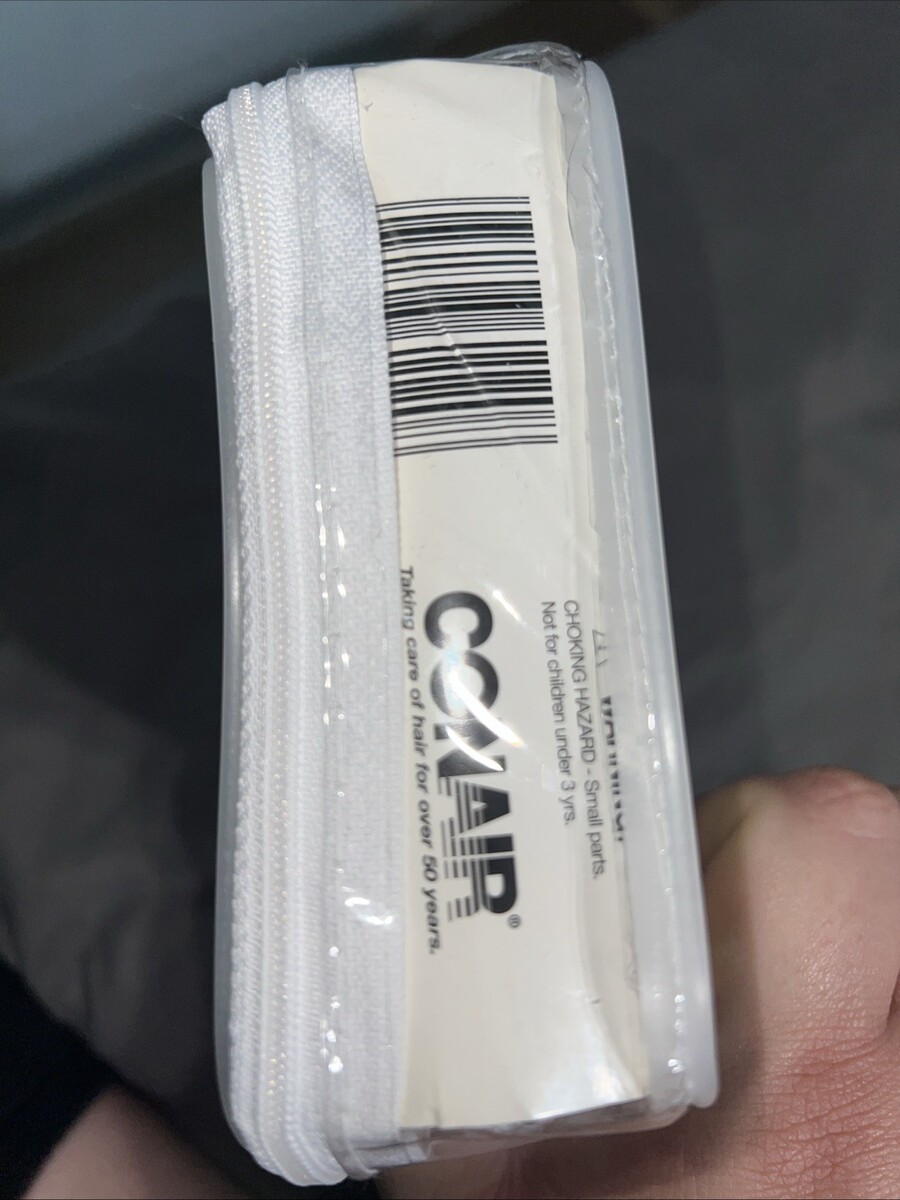 Warning!
CHOKING HAZARD - Small parts.
Not for children under 3 yrs.
CONAIR®
Taking care of hair for over 50 years.